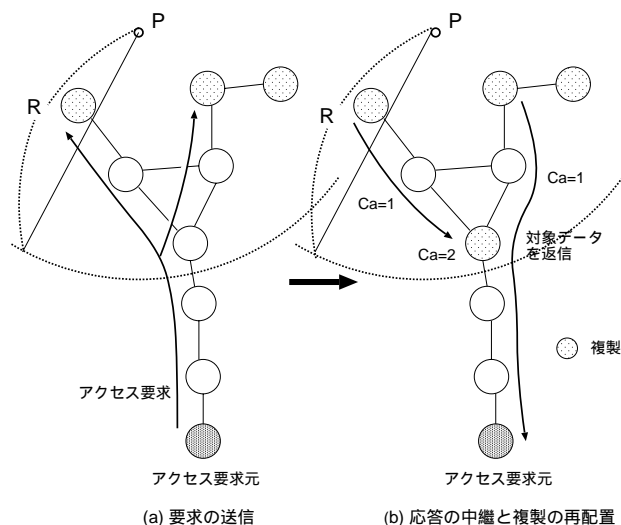 P
R
アクセス要求
アクセス要求元
(a) 要求の送信
P
R
Ca=1
Ca=1
Ca=2
対象データ
を返信
複製
アクセス要求元
(b) 応答の中継と複製の再配置